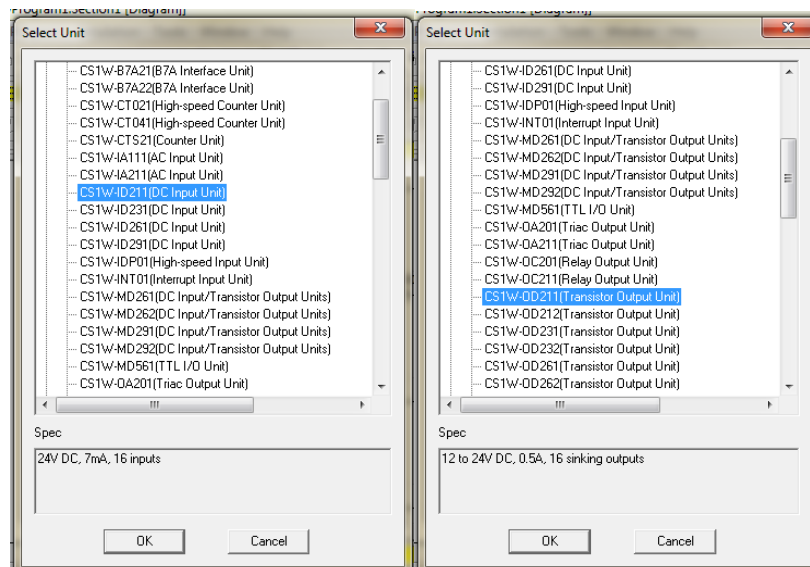 Program1.Section1 [Diagram]]
Select Unit
CS1W-B7A21(B7A Interface Unit)
CS1W-B7A22(B7A Interface Unit)
CS1W-CT021(High-speed Counter Unit)
CS1W-CT041(High-speed Counter Unit)
CS1W-CTS21(Counter Unit)
CS1W-IA111(AC Input Unit)
CS1W-IA211(AC Input Unit)
CS1W-ID211(DC Input Unit)
CS1W-ID231(DC Input Unit)
CS1W-ID261(DC Input Unit)
CS1W-ID291(DC Input Unit)
CS1W-IDP01(High-speed Input Unit)
CS1W-INT01(Interrupt Input Unit)
CS1W-MD261(DC Input/Transistor Output Units)
CS1W-MD262(DC Input/Transistor Output Units)
CS1W-MD291(DC Input/Transistor Output Units)
CS1W-MD292(DC Input/Transistor Output Units)
CS1W-MD561(TTL I/O Unit)
CS1W-OA201(Triac Output Unit)
Spec
24V DC, 7mA, 16 inputs
OK
Cancel
Select Unit
CS1W-ID261(DC Input Unit)
CS1W-ID291(DC Input Unit)
CS1W-IDP01(High-speed Input Unit)
CS1W-INT01(Interrupt Input Unit)
CS1W-MD261(DC Input/Transistor Output Units)
CS1W-MD262(DC Input/Transistor Output Units)
CS1W-MD291(DC Input/Transistor Output Units)
CS1W-MD292(DC Input/Transistor Output Units)
CS1W-MD561(TTL I/O Unit)
CS1W-OA201(Triac Output Unit)
CS1W-OA211(Triac Output Unit)
CS1W-OC201(Relay Output Unit)
CS1W-OC211(Relay Output Unit)
CS1W-OD211(Transistor Output Unit)
CS1W-OD212(Transistor Output Unit)
CS1W-OD231(Transistor Output Unit)
CS1W-OD232(Transistor Output Unit)
CS1W-OD261(Transistor Output Unit)
CS1W-OD262(Transistor Output Unit)
Spec
12 to 24V DC, 0.5A, 16 sinking outputs
OK
Cancel